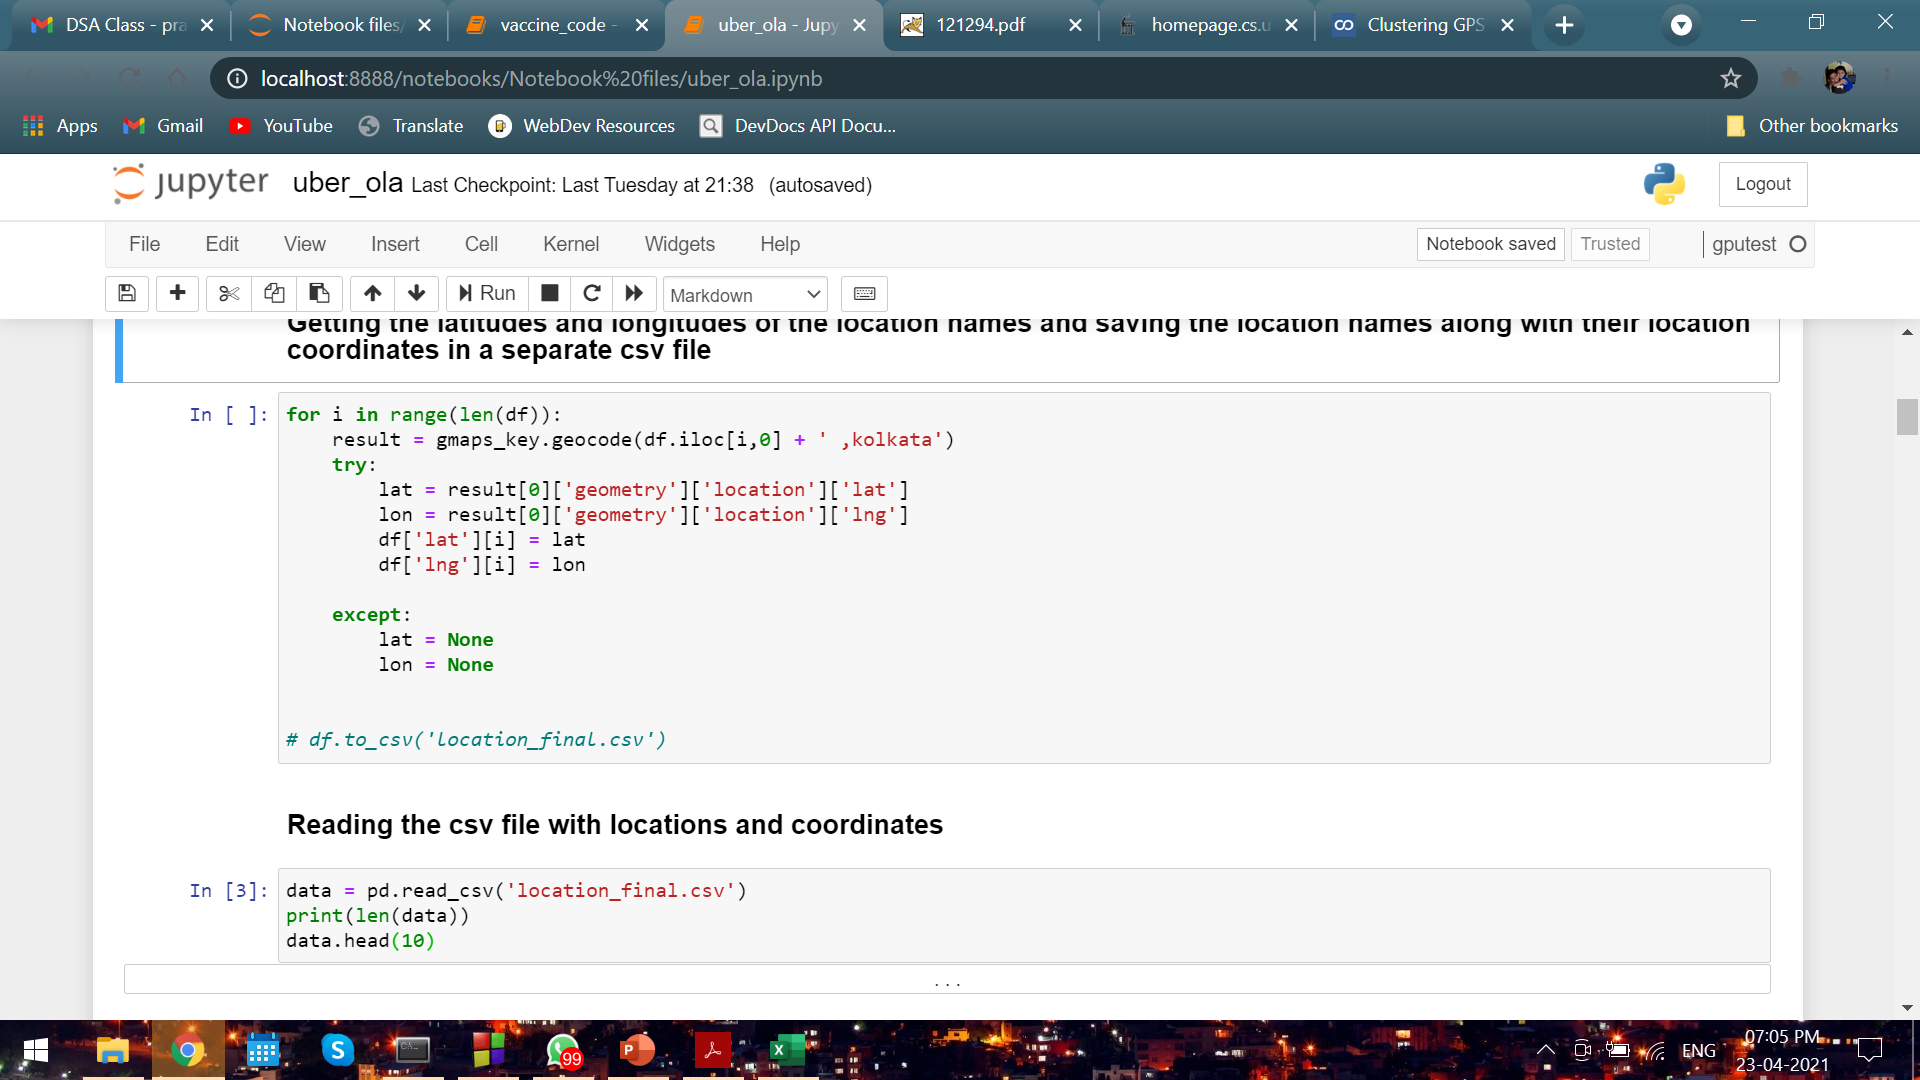 DSA Class - pra
Notebook files/
vaccine_code -
uber_ola - Jupy
121294.pdf
homepage.cs.u
Clustering GPS
localhost:8888/notebooks/Notebook%20files/uber_ola.ipynb
Apps
Gmail
YouTube
Translate
WebDev Resources
DevDocs API Docu...
Other bookmarks
jupyter uber_ola Last Checkpoint: Last Tuesday at 21:38 (autosaved)
Logout
File Edit View Insert Cell Kernel Widgets Help
Notebook saved
Trusted
gputest
Run
Markdown
Getting the latitudes and longitudes of the location names and saving the location names along with their location
coordinates in a separate csv file
In [ ]:
for i in range(len(df)):
    result = gmaps_key.geocode(df.iloc[i,0] + ' ,kolkata')
    try:
        lat = result[0]['geometry']['location']['lat']
        lon = result[0]['geometry']['location']['lng']
        df['lat'][i] = lat
        df['lng'][i] = lon
    except:
        lat = None
        lon = None
# df.to_csv('location_final.csv')
Reading the csv file with locations and coordinates
In [3]:
data = pd.read_csv('location_final.csv')
print(len(data))
data.head(10)
...
99
ENG
07:05 PM
23-04-2021